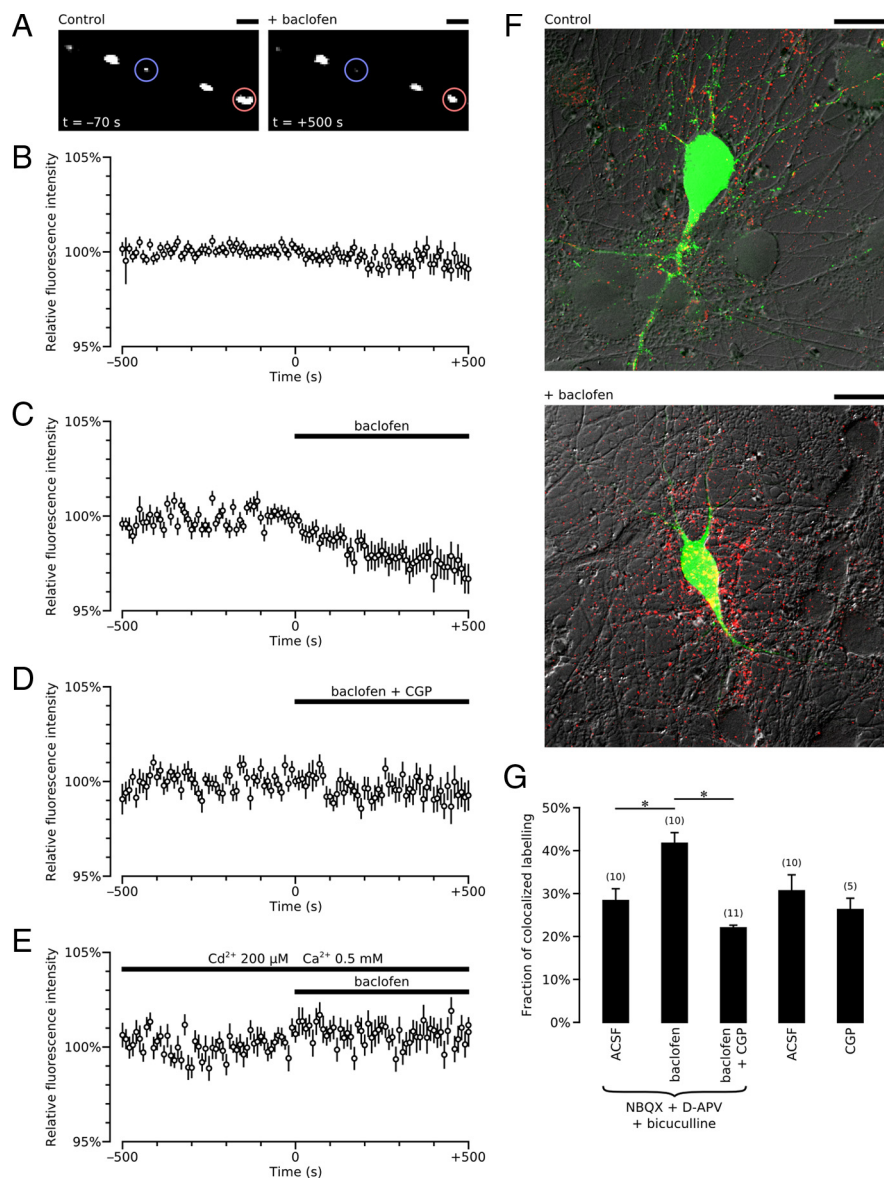 A
Control
+ baclofen
t = –70 s
t = +500 s
B
105%
100%
95%
Relative fluorescence intensity
–500
0
+500
Time (s)
C
baclofen
105%
100%
95%
Relative fluorescence intensity
–500
0
+500
Time (s)
D
baclofen + CGP
105%
100%
95%
Relative fluorescence intensity
–500
0
+500
Time (s)
E
Cd²⁺ 200 µM Ca²⁺ 0.5 mM
baclofen
105%
100%
95%
Relative fluorescence intensity
–500
0
+500
Time (s)
F
Control
+ baclofen
G
50%
40%
30%
20%
10%
0%
Fraction of colocalized labelling
*
*
(10)
(10)
(11)
(10)
(5)
ACSF
baclofen
baclofen
+ CGP
ACSF
CGP
NBQX + D-APV
+ bicuculline